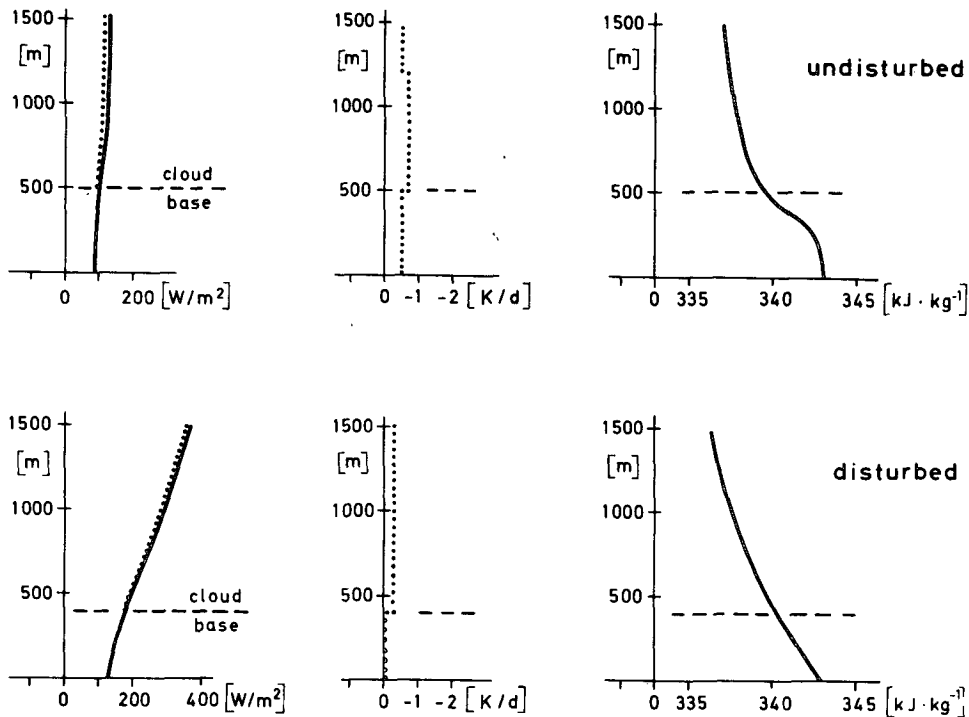 1500
[m]
1000
500
cloud
base
0 200 [W/m²]
1500
[m]
1000
500
0 -1 -2 [K/d]
1500
[m]
undisturbed
1000
500
0 335 340 345 [kJ·kg⁻¹]
1500
[m]
1000
500
cloud
base
0 200 400 [W/m²]
1500
[m]
1000
500
0 -1 -2 [K/d]
1500
[m]
disturbed
1000
500
0 335 340 345 [kJ·kg⁻¹]